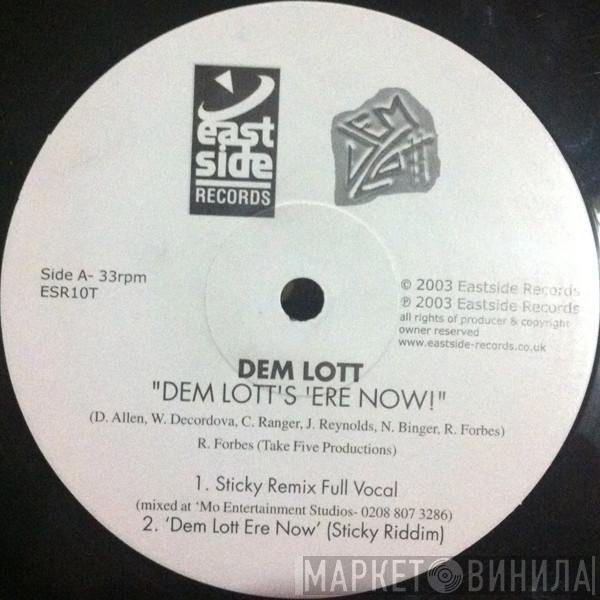 east
side
RECORDS
DEM
LOTT
Side A- 33rpm
ESR10T
© 2003 Eastside Records
℗ 2003 Eastside Records
all rights of producer & copyright
owner reserved
www.eastside-records.co.uk
DEM LOTT
"DEM LOTT'S 'ERE NOW!"
(D. Allen, W. Decordova, C. Ranger, J. Reynolds, N. Binger, R. Forbes)
R. Forbes (Take Five Productions)
1. Sticky Remix Full Vocal
(mixed at ‘Mo Entertainment Studios- 0208 807 3286)
2. ‘Dem Lott Ere Now’ (Sticky Riddim)
МАРКЕТ ВИНИЛА